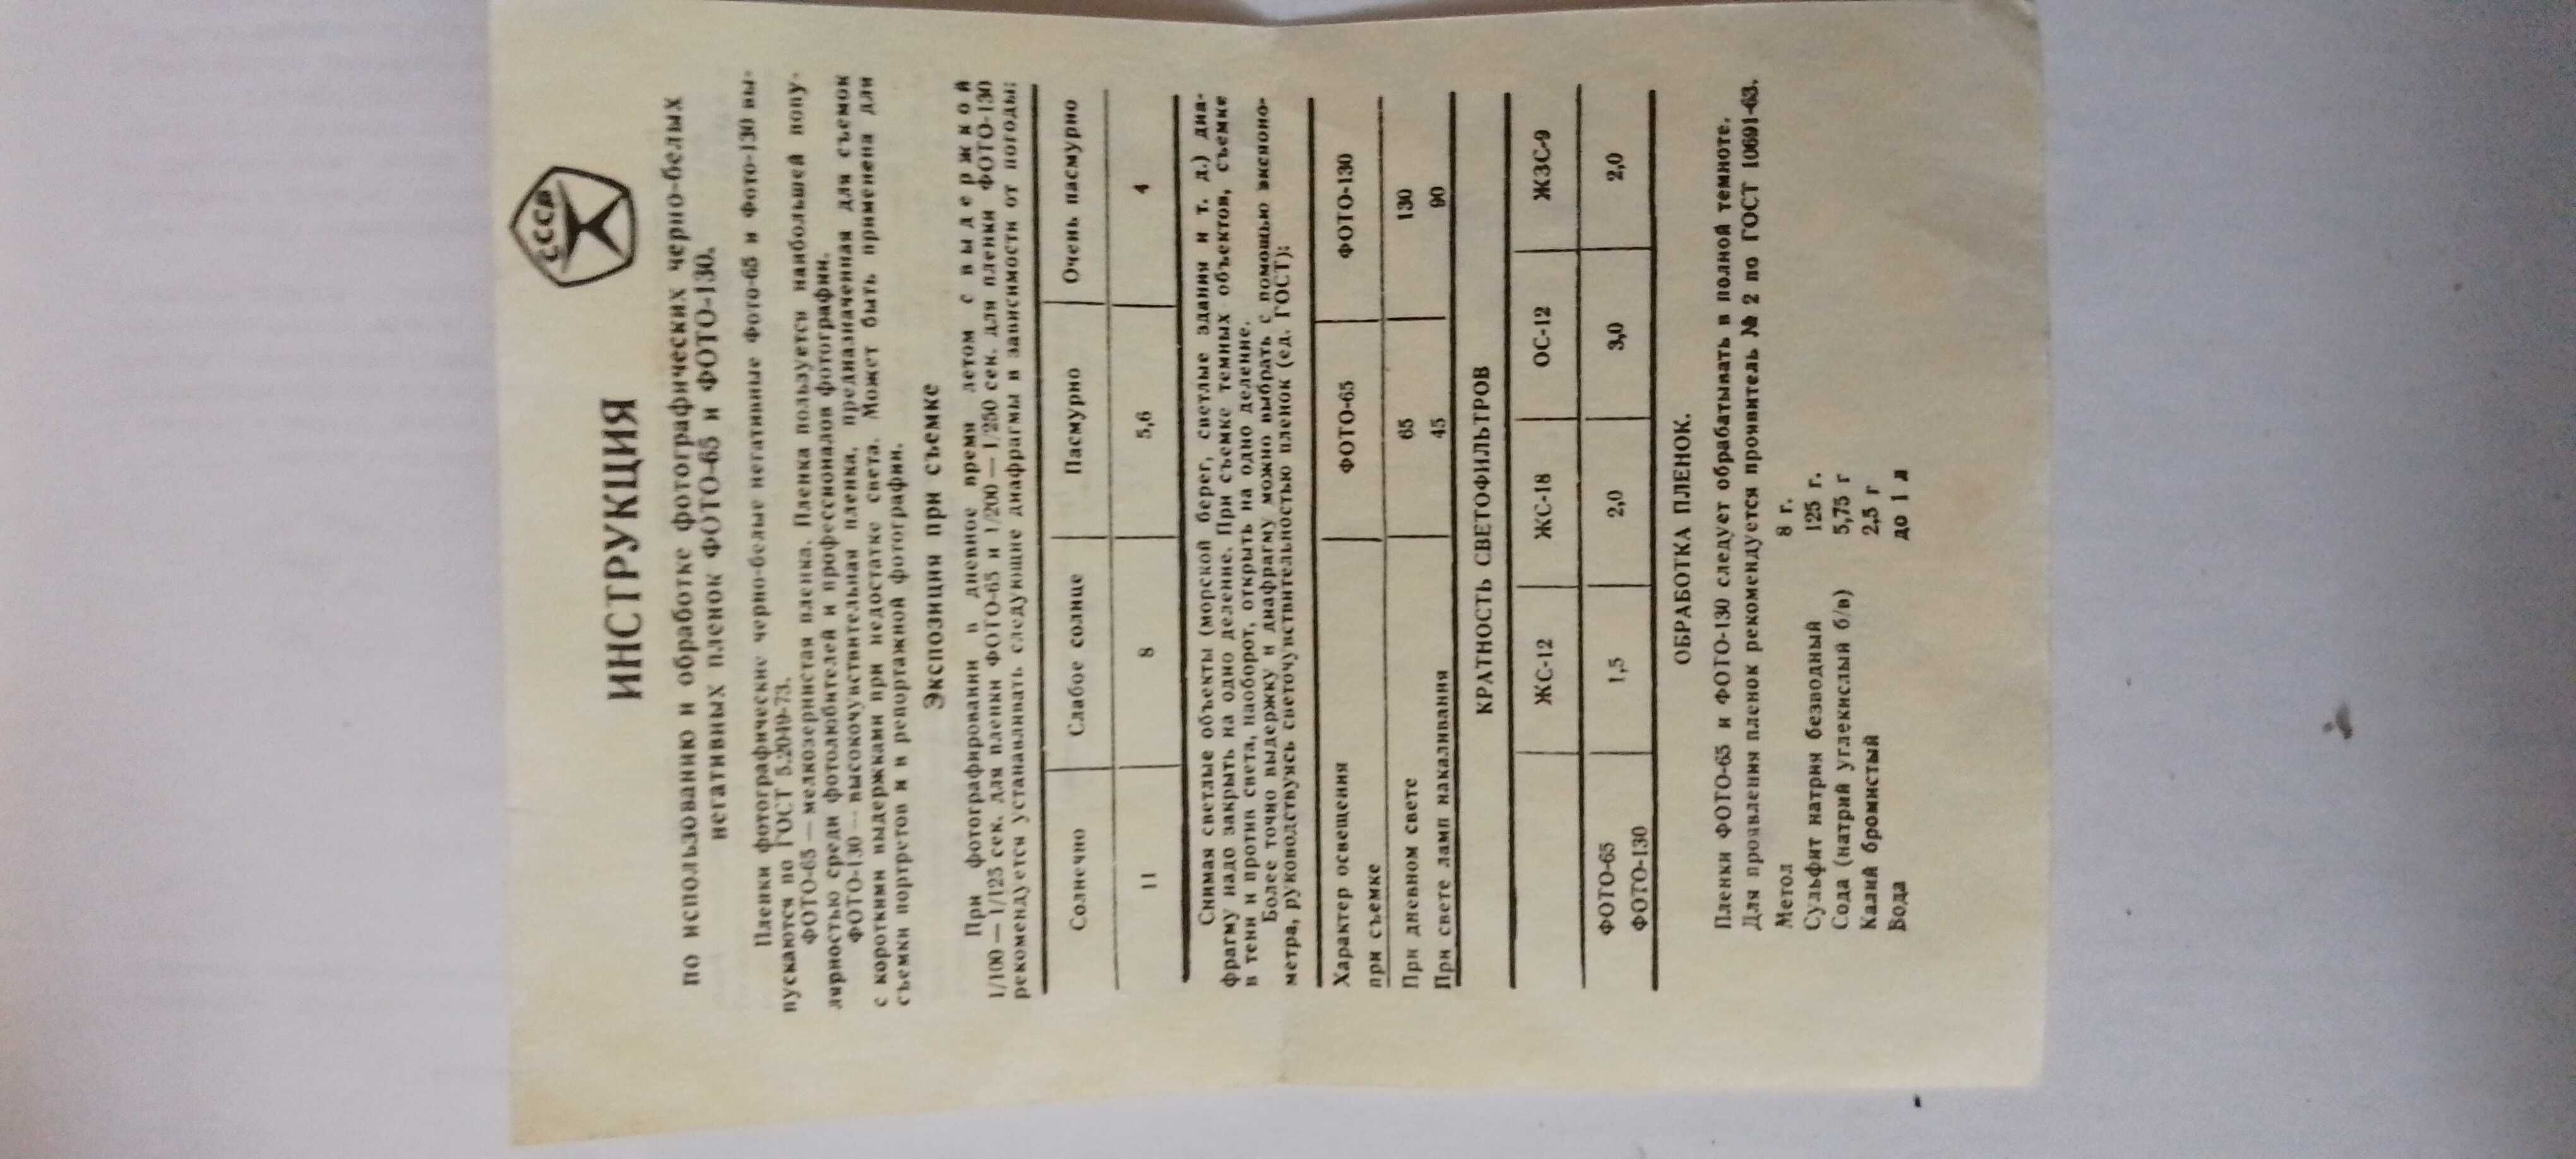 СССР
ИНСТРУКЦИЯ
по использованию и обработке фотографических черно-белых
негативных пленок ФОТО-65 и ФОТО-130.
Пленки фотографические черно-белые негативные Фото-65 и Фото-130 вы-
пускаются по ГОСТ 5.2049-73.
ФОТО-65 — мелкозернистая пленка. Пленка пользуется наибольшей попу-
лярностью среди фотолюбителей и профессионалов фотографии.
ФОТО-130 — высокочувствительная пленка, предназначенная для съемок
с короткими выдержками при недостатке света. Может быть применена для
съемки портретов и в репортажной фотографии.
Экспозиция при съемке
При фотографировании в дневное время летом с выдержкой
1/100 — 1/125 сек. для пленки ФОТО-65 и 1/200 — 1/250 сек. для пленки ФОТО-130
рекомендуется устанавливать следующие диафрагмы в зависимости от погоды:
Солнечно Слабое солнце Пасмурно Очень пасмурно
11 8 5,6 4
Снимая светлые объекты (морской берег, светлые здания и т. д.) диа-
фрагму надо закрыть на одно деление. При съемке темных объектов, съемке
в тени и против света, наоборот, открыть на одно деление.
Более точно выдержку и диафрагму можно выбрать с помощью экспоно-
метра, руководствуясь светочувствительностью пленок (ед. ГОСТ):
Характер освещения
при съемке ФОТО-65 ФОТО-130
При дневном свете 65 130
При свете ламп накаливания 45 90
КРАТНОСТЬ СВЕТОФИЛЬТРОВ
ЖС-12 ЖС-18 ОС-12 ЖЗС-9
ФОТО-65
ФОТО-130 1,5 2,0 3,0 2,0
ОБРАБОТКА ПЛЕНОК.
Пленки ФОТО-65 и ФОТО-130 следует обрабатывать в полной темноте.
Для проявления пленок рекомендуется проявитель № 2 по ГОСТ 10691-63.
Метол 8 г.
Сульфит натрия безводный 125 г.
Сода (натрий углекислый б/в) 5,75 г
Калий бромистый 2,5 г
Вода до 1 л